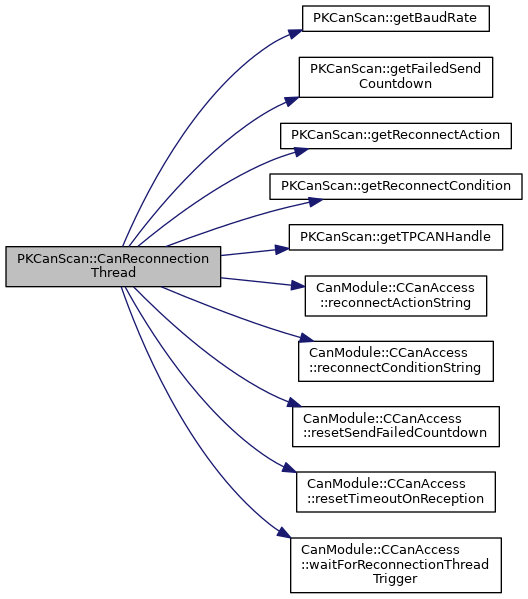 PKCanScan::getBaudRate
PKCanScan::getFailedSend
Countdown
PKCanScan::getReconnectAction
PKCanScan::getReconnectCondition
PKCanScan::getTPCANHandle
PKCanScan::CanReconnection
Thread
CanModule::CCanAccess
::reconnectActionString
CanModule::CCanAccess
::reconnectConditionString
CanModule::CCanAccess
::resetSendFailedCountdown
CanModule::CCanAccess
::resetTimeoutOnReception
CanModule::CCanAccess
::waitForReconnectionThread
Trigger